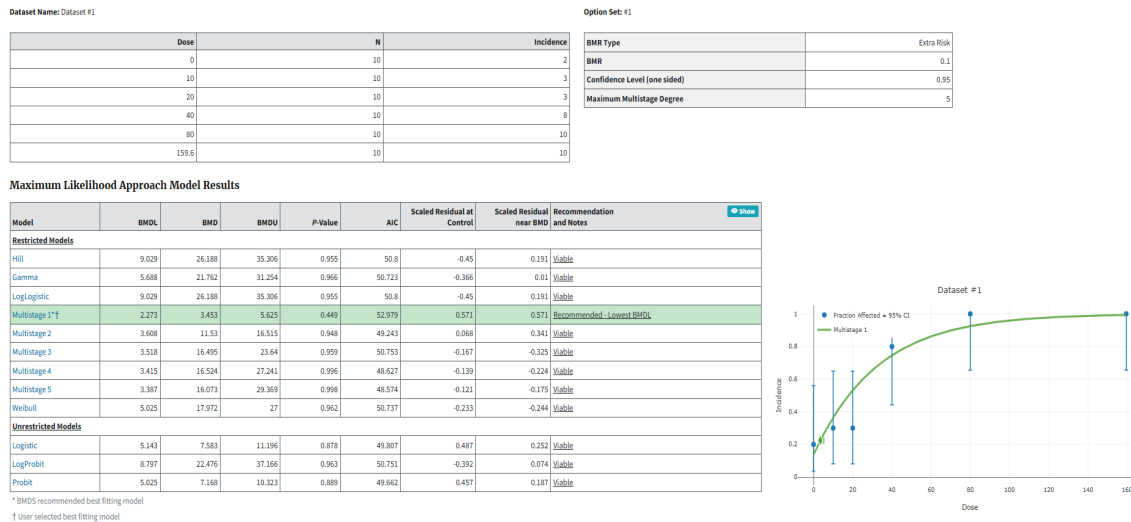 Dataset Name: Dataset #1
Option Set: #1
Dose N Incidence
0 10 2
10 10 3
20 10 3
40 10 8
80 10 10
159.6 10 10
BMR Type Extra Risk
BMR 0.1
Confidence Level (one sided) 0.95
Maximum Multistage Degree 5
Maximum Likelihood Approach Model Results
Model BMDL BMD BMDU P-Value AIC Scaled Residual at Control Scaled Residual near BMD Recommendation and Notes Show
Restricted Models
Hill 9.029 26.188 35.306 0.955 50.8 -0.45 0.191 Viable
Gamma 5.688 21.762 31.254 0.966 50.723 -0.366 0.01 Viable
LogLogistic 9.029 26.188 35.306 0.955 50.8 -0.45 0.191 Viable
Multistage 1*† 2.273 3.453 5.625 0.449 52.979 0.571 0.571 Recommended - Lowest BMDL
Multistage 2 3.608 11.53 16.515 0.948 49.243 0.068 0.341 Viable
Multistage 3 3.518 16.495 23.64 0.959 50.753 -0.167 -0.325 Viable
Multistage 4 3.415 16.524 27.241 0.996 48.627 -0.139 -0.224 Viable
Multistage 5 3.387 16.073 29.369 0.998 48.574 -0.121 -0.175 Viable
Weibull 5.025 17.972 27 0.962 50.737 -0.233 -0.244 Viable
Unrestricted Models
Logistic 5.143 7.583 11.196 0.878 49.807 0.487 0.252 Viable
LogProbit 8.797 22.476 37.166 0.963 50.751 -0.392 0.074 Viable
Probit 5.025 7.168 10.323 0.889 49.662 0.457 0.187 Viable
* BMDS recommended best fitting model
† User selected best fitting model
Dataset #1
Fraction Affected ± 95% CI
Multistage 1
Incidence
1
0.8
0.6
0.4
0.2
0
0 20 40 60 80 100 120 140 160
Dose